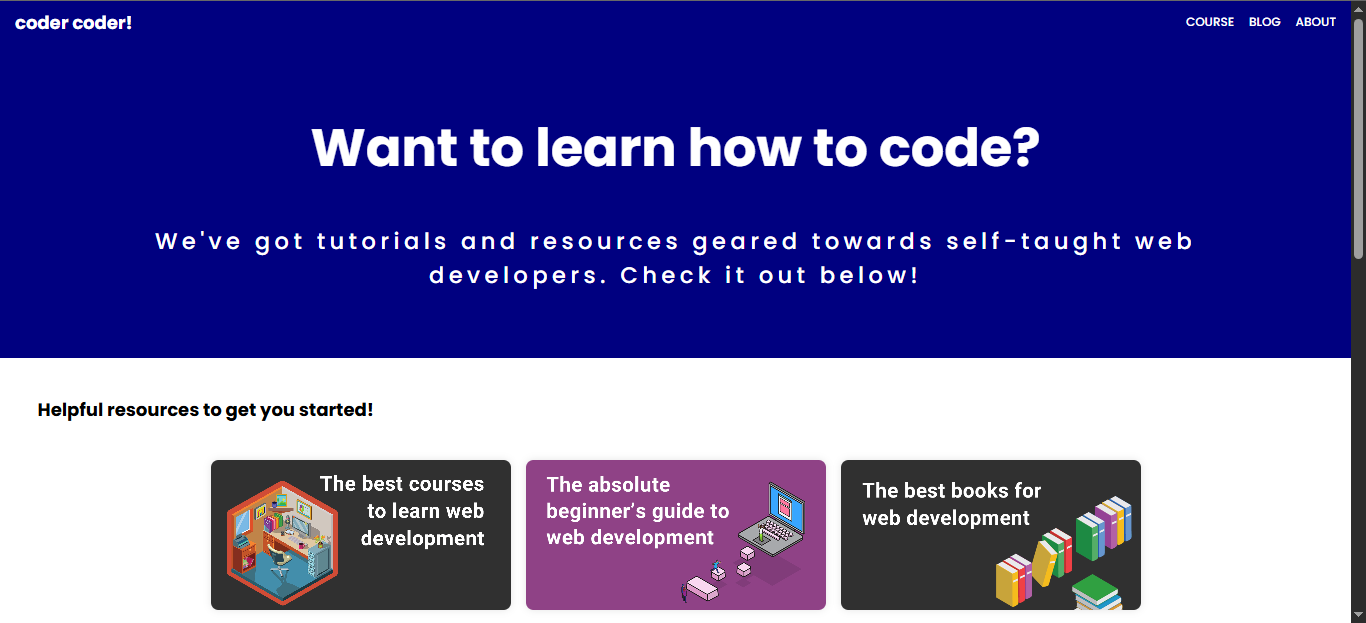 coder coder!
COURSE BLOG ABOUT
Want to learn how to code?
We've got tutorials and resources geared towards self-taught web
developers. Check it out below!
Helpful resources to get you started!
The best courses
to learn web
development
The absolute
beginner's guide to
web development
The best books for
web development